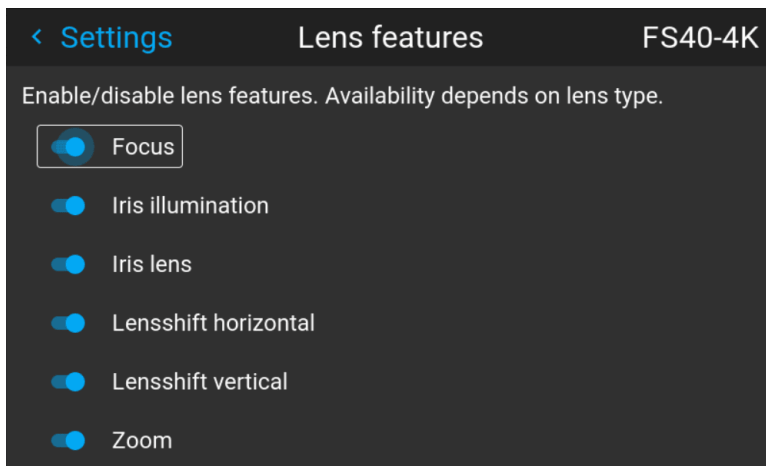 Settings Lens features FS40-4K
Enable/disable lens features. Availability depends on lens type.
Focus
Iris illumination
Iris lens
Lensshift horizontal
Lensshift vertical
Zoom